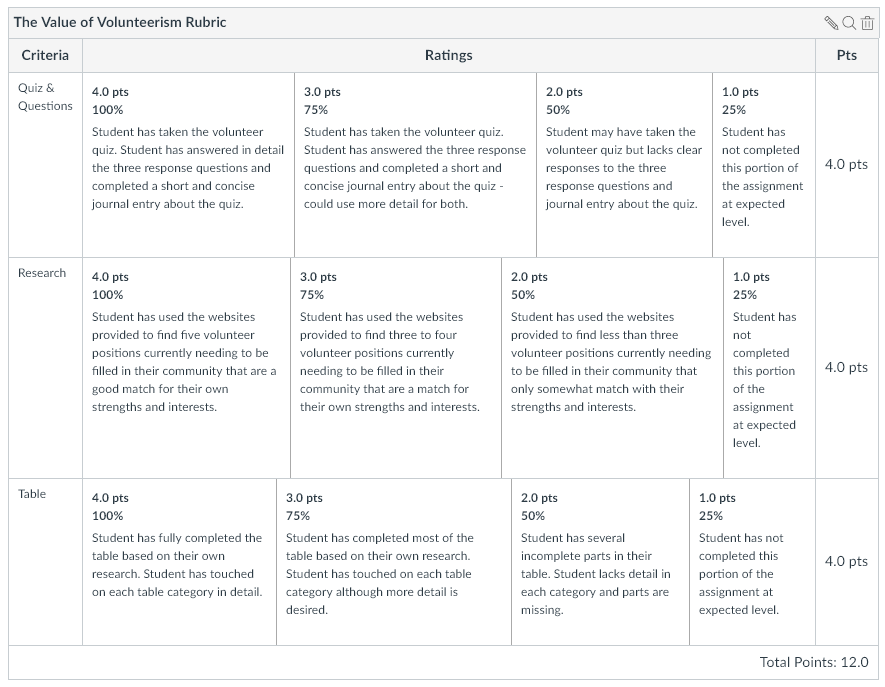 The Value of Volunteerism Rubric
Criteria
Ratings
Pts
Quiz &
Questions
4.0 pts
100%
Student has taken the volunteer
quiz. Student has answered in detail
the three response questions and
completed a short and concise
journal entry about the quiz.
3.0 pts
75%
Student has taken the volunteer quiz.
Student has answered the three response
questions and completed a short and
concise journal entry about the quiz -
could use more detail for both.
2.0 pts
50%
Student may have taken the
volunteer quiz but lacks clear
responses to the three
response questions and
journal entry about the quiz.
1.0 pts
25%
Student has
not completed
this portion of
the assignment
at expected
level.
4.0 pts
Research
4.0 pts
100%
Student has used the websites
provided to find five volunteer
positions currently needing to be
filled in their community that are a
good match for their own
strengths and interests.
3.0 pts
75%
Student has used the websites
provided to find three to four
volunteer positions currently
needing to be filled in their
community that are a match for
their own strengths and interests.
2.0 pts
50%
Student has used the websites
provided to find less than three
volunteer positions currently needing
to be filled in their community that
only somewhat match with their
strengths and interests.
1.0 pts
25%
Student has
not
completed
this portion
of the
assignment
at expected
level.
4.0 pts
Table
4.0 pts
100%
Student has fully completed the
table based on their own
research. Student has touched
on each table category in detail.
3.0 pts
75%
Student has completed most of the
table based on their own research.
Student has touched on each table
category although more detail is
desired.
2.0 pts
50%
Student has several
incomplete parts in their
table. Student lacks detail in
each category and parts are
missing.
1.0 pts
25%
Student has not
completed this
portion of the
assignment at
expected level.
4.0 pts
Total Points: 12.0